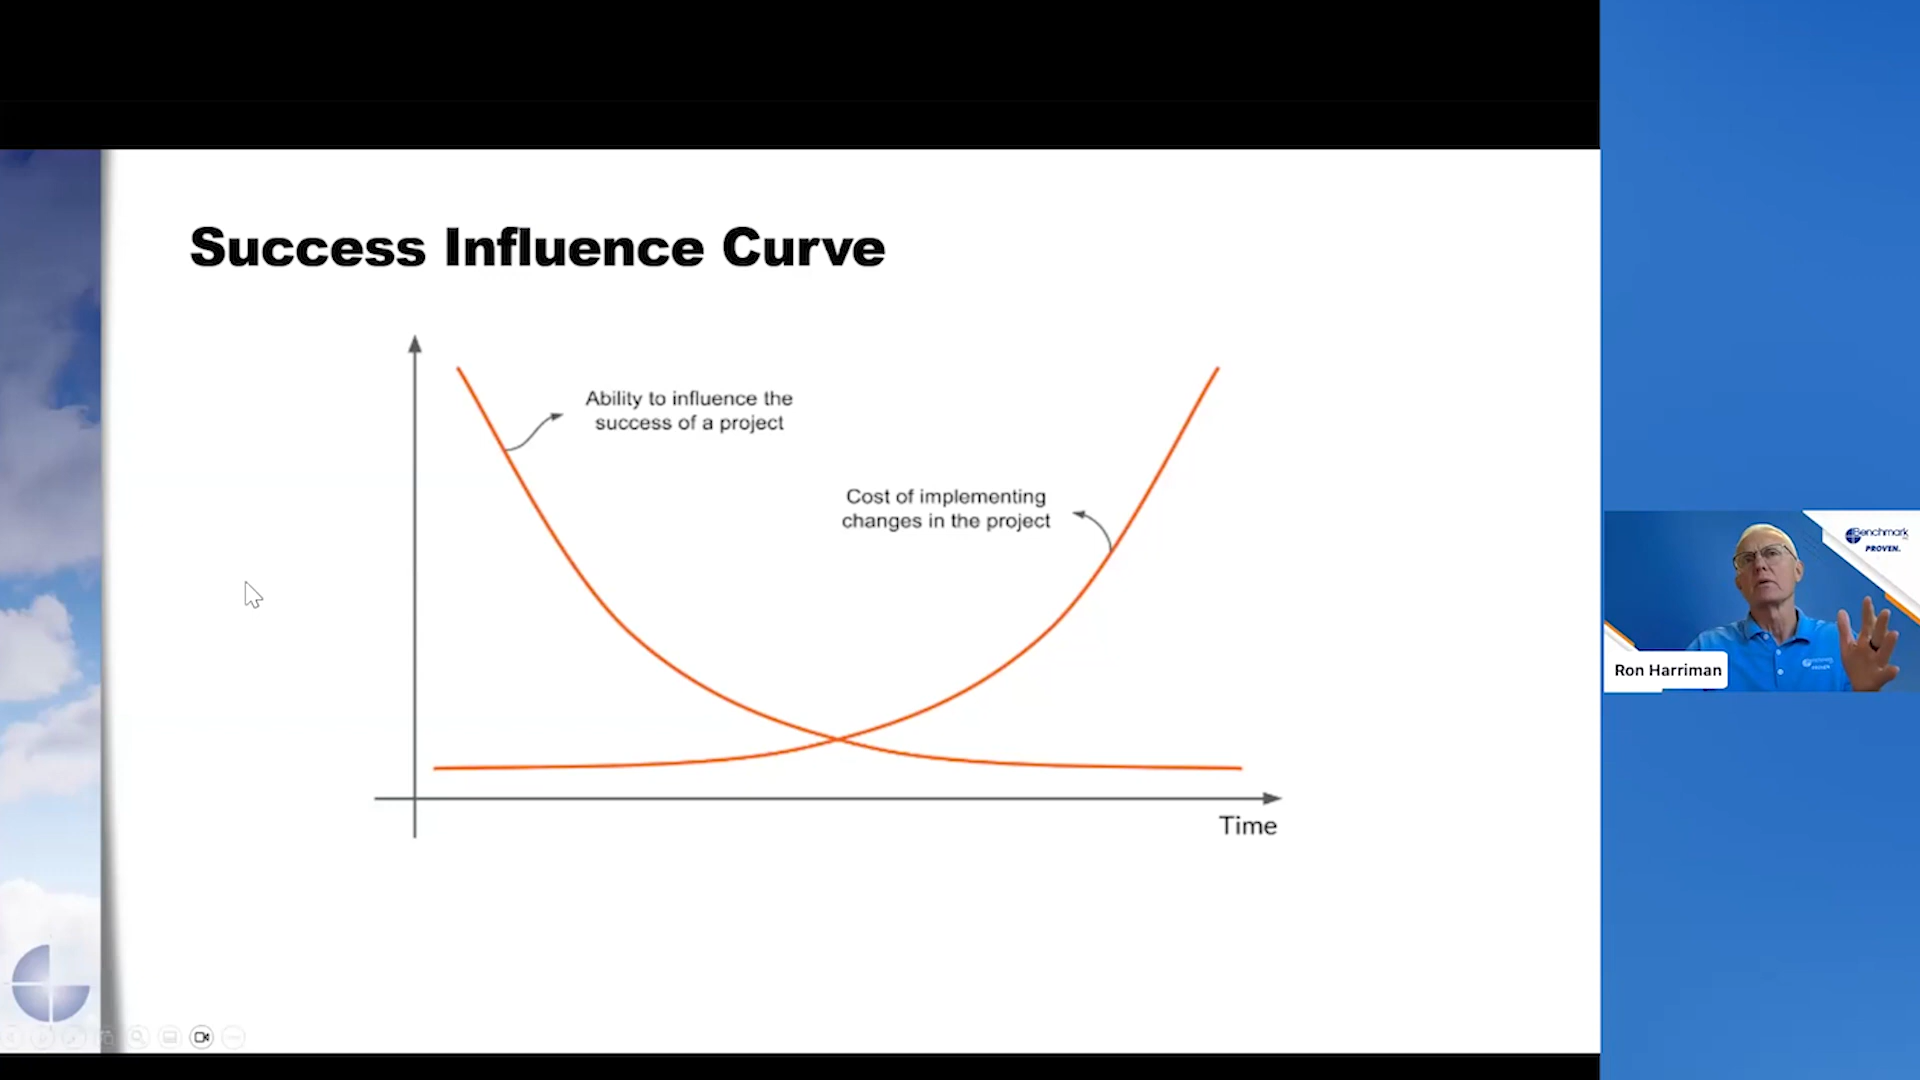 Success Influence Curve
Ability to influence the
success of a project
Cost of implementing
changes in the project
Time
Benchmark
PROVEN.
Ron Harriman